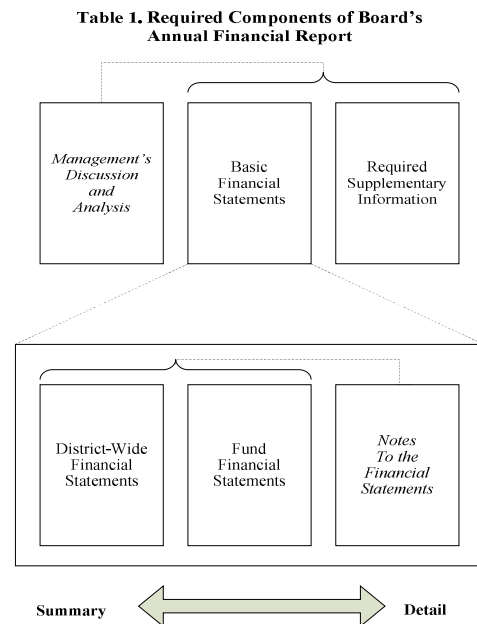 Table 1. Required Components of Board's
Annual Financial Report
Management's
Discussion
and
Analysis
Basic
Financial
Statements
Required
Supplementary
Information
District-Wide
Financial
Statements
Fund
Financial
Statements
Notes
To the
Financial
Statements
Summary
Detail